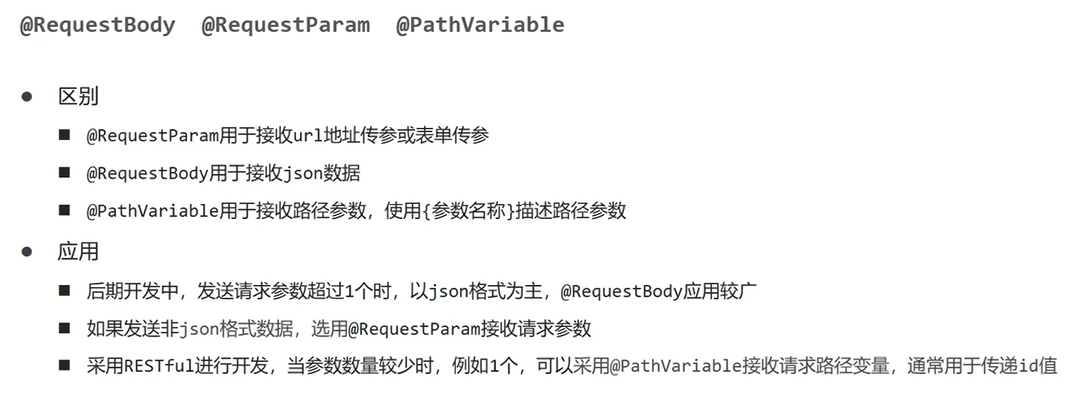 @RequestBody @RequestParam @PathVariable
● 区别
■ @RequestParam用于接收url地址传参或表单传参
■ @RequestBody用于接收json数据
■ @PathVariable用于接收路径参数，使用{参数名称}描述路径参数
● 应用
■ 后期开发中，发送请求参数超过1个时，以json格式为主，@RequestBody应用较广
■ 如果发送非json格式数据，选用@RequestParam接收请求参数
■ 采用RESTful进行开发，当参数数量较少时，例如1个，可以采用@PathVariable接收请求路径变量，通常用于传递id值